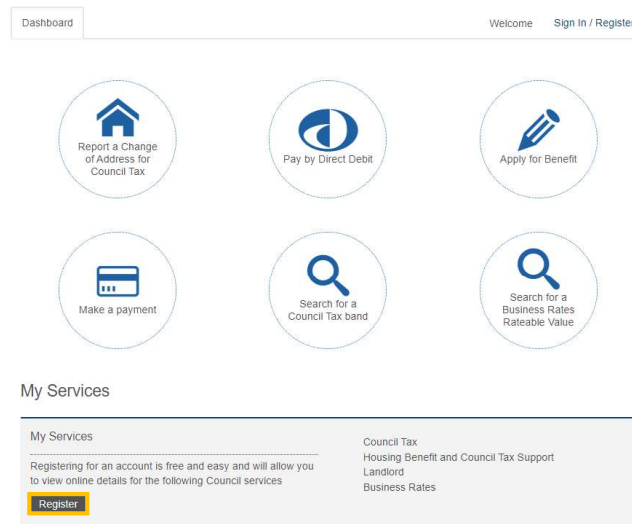 Dashboard
Welcome Sign In / Register
Report a Change
of Address for
Council Tax
Pay by Direct Debit
Apply for Benefit
Make a payment
Search for a
Council Tax band
Search for a
Business Rates
Rateable Value
My Services
My Services
Registering for an account is free and easy and will allow you
to view online details for the following Council services
Register
Council Tax
Housing Benefit and Council Tax Support
Landlord
Business Rates